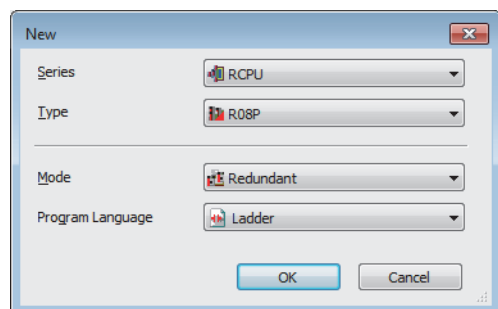 New
Series RCPU
Type R08P
Mode Redundant
Program Language Ladder
OK Cancel